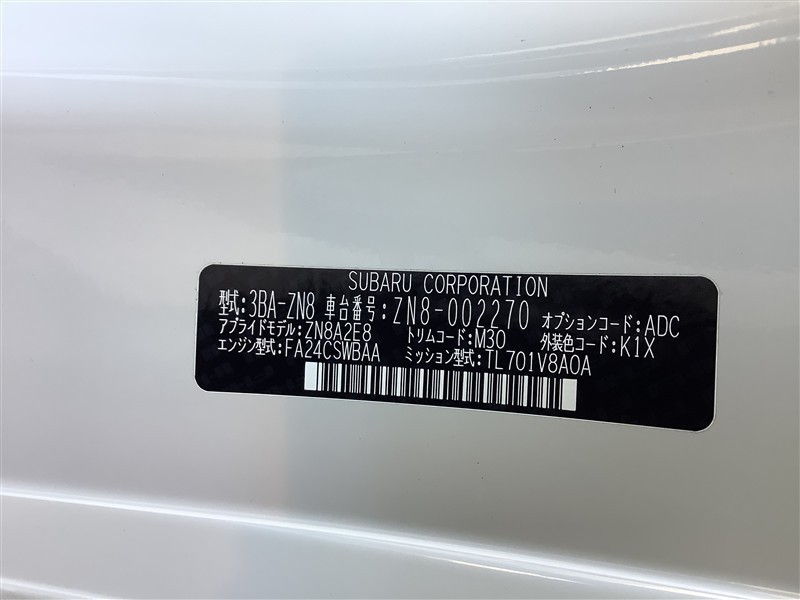 SUBARU CORPORATION
型式:3BA-ZN8 車台番号:ZN8-002270 オプションコード:ADC
アプライドモデル:ZN8A2E8 トリムコード:M30 外装色コード:K1X
エンジン型式:FA24CSWBAA ミッション型式:TL701V8A0A